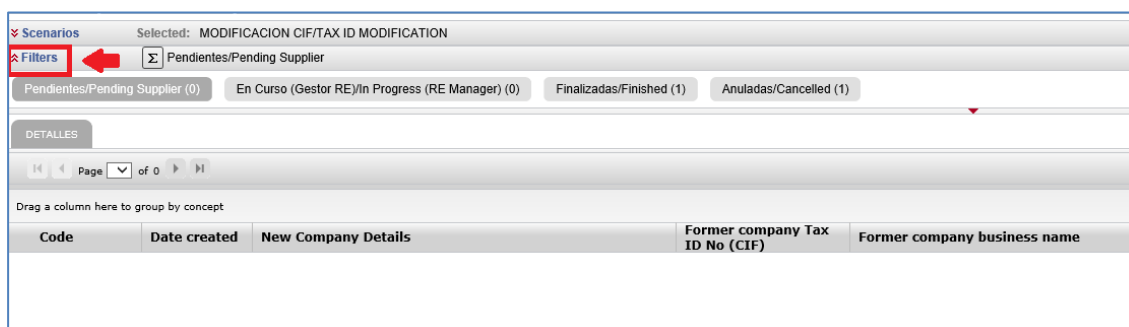 Scenarios Selected: MODIFICACION CIF/TAX ID MODIFICATION
Filters Σ Pendientes/Pending Supplier
Pendientes/Pending Supplier (0) En Curso (Gestor RE)/In Progress (RE Manager) (0) Finalizadas/Finished (1) Anuladas/Cancelled (1)
DETALLES
Page of 0
Drag a column here to group by concept
Code Date created New Company Details Former company Tax ID No (CIF) Former company business name